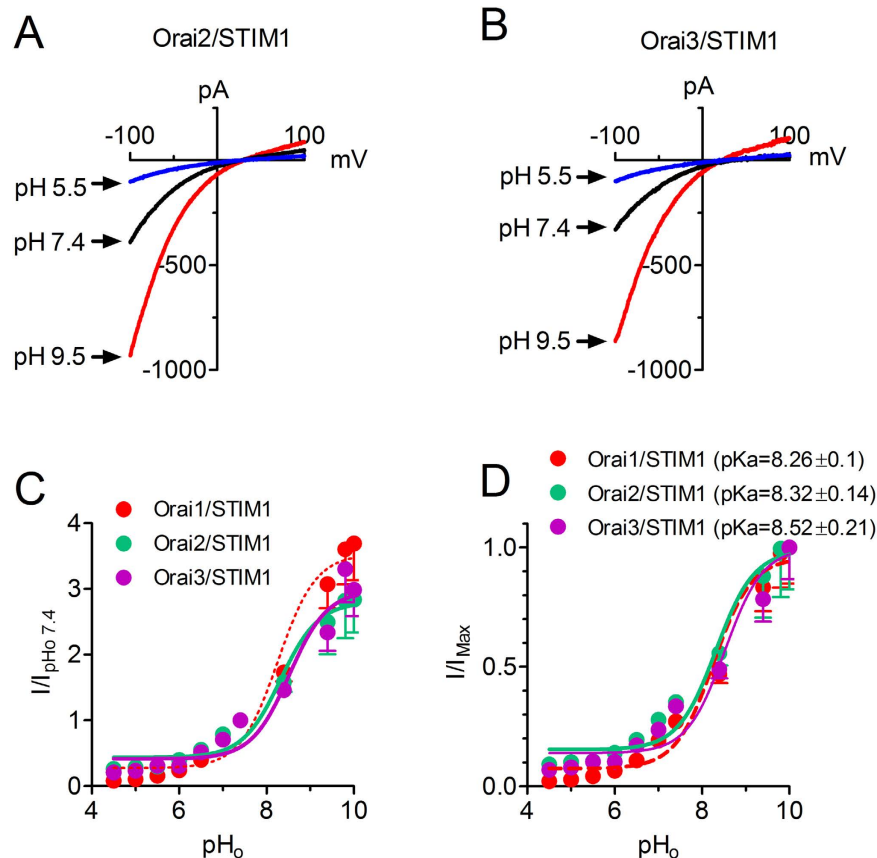 A
Orai2/STIM1
pA
-100
100
mV
pH 5.5
pH 7.4
-500
pH 9.5
-1000
B
Orai3/STIM1
pA
-100
100
mV
pH 5.5
pH 7.4
-500
pH 9.5
-1000
C
Orai1/STIM1
Orai2/STIM1
Orai3/STIM1
4
3
2
1
0
I/IpHo 7.4
4
6
8
10
pHo
D
Orai1/STIM1 (pKa=8.26±0.1)
Orai2/STIM1 (pKa=8.32±0.14)
Orai3/STIM1 (pKa=8.52±0.21)
1.0
0.5
0.0
I/IMax
4
6
8
10
pHo